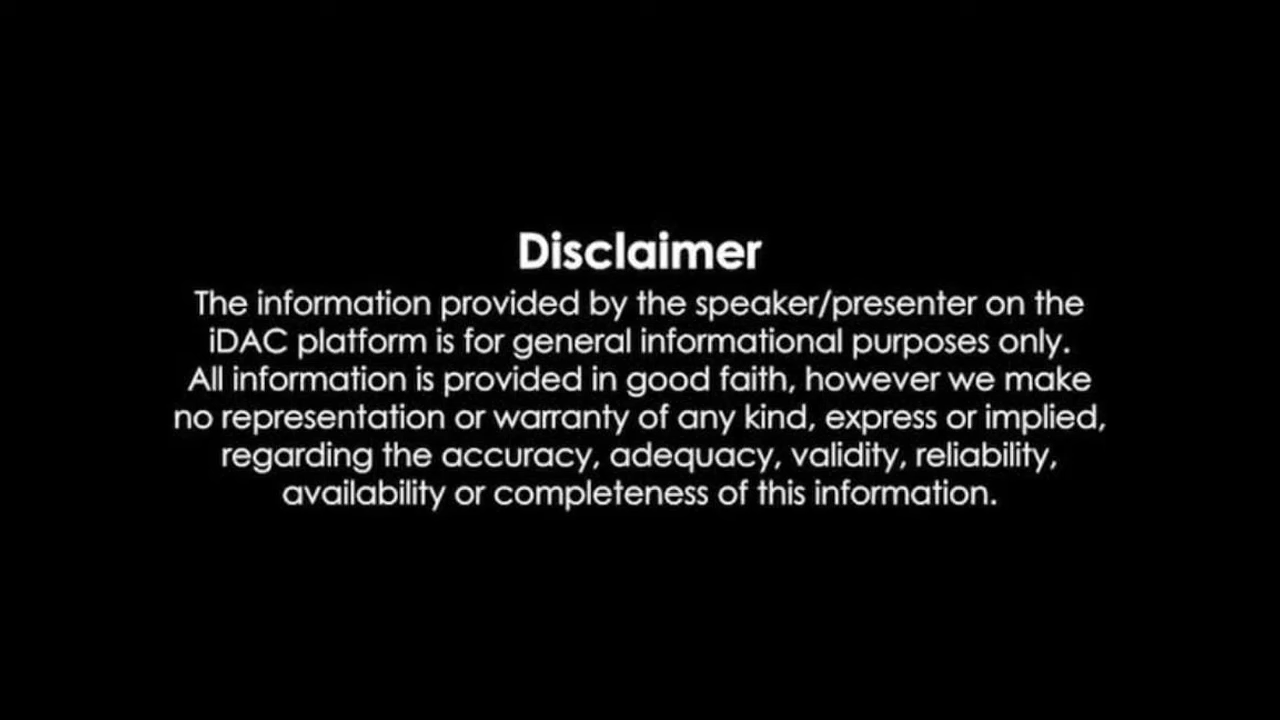 Disclaimer
The information provided by the speaker/presenter on the
iDAC platform is for general informational purposes only.
All information is provided in good faith, however we make
no representation or warranty of any kind, express or implied,
regarding the accuracy, adequacy, validity, reliability,
availability or completeness of this information.